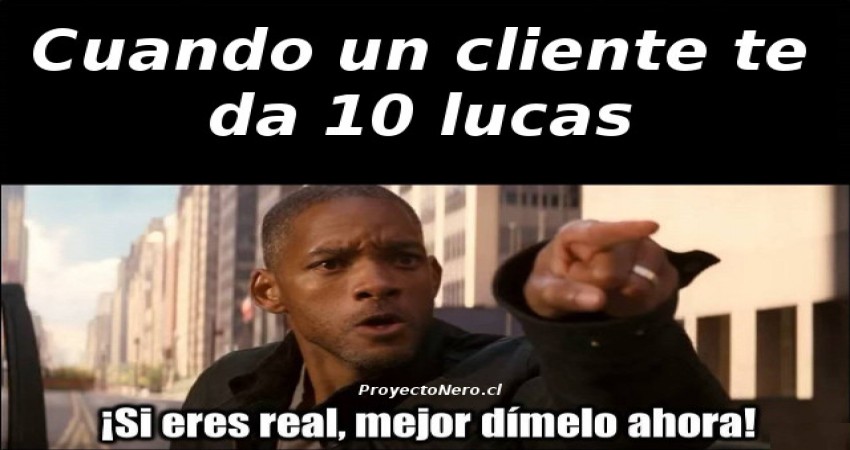 Cuando un cliente te
da 10 lucas
ProyectoNero.cl
¡Si eres real, mejor dímelo ahora!